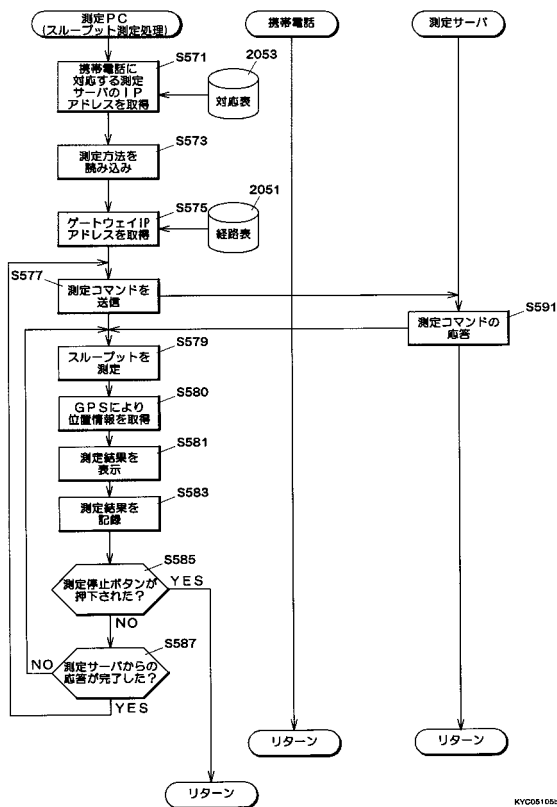 測定PC
(スループット測定処理)
携帯電話
測定サーバ
S571
携帯電話に
対応する測定
サーバのIP
アドレスを取得
2053
対応表
S573
測定方法を
読み込み
S575
ゲートウェイIP
アドレスを取得
2051
経路表
S577
測定コマンドを
送信
S591
測定コマンドの
応答
S579
スループットを
測定
S580
GPSにより
位置情報を取得
S581
測定結果を
表示
S583
測定結果を
記録
S585
測定停止ボタンが
押下された?
YES
NO
S587
測定サーバからの
応答が完了した?
NO
YES
リターン
リターン
リターン